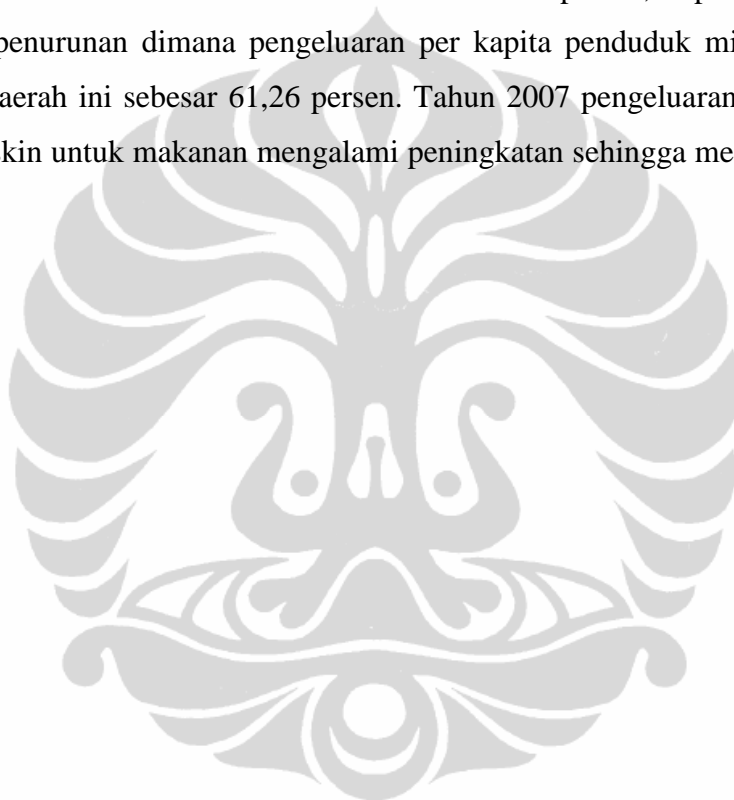 penurunan dimana pengeluaran per kapita penduduk mi
aerah ini sebesar 61,26 persen. Tahun 2007 pengeluaran
skin untuk makanan mengalami peningkatan sehingga me